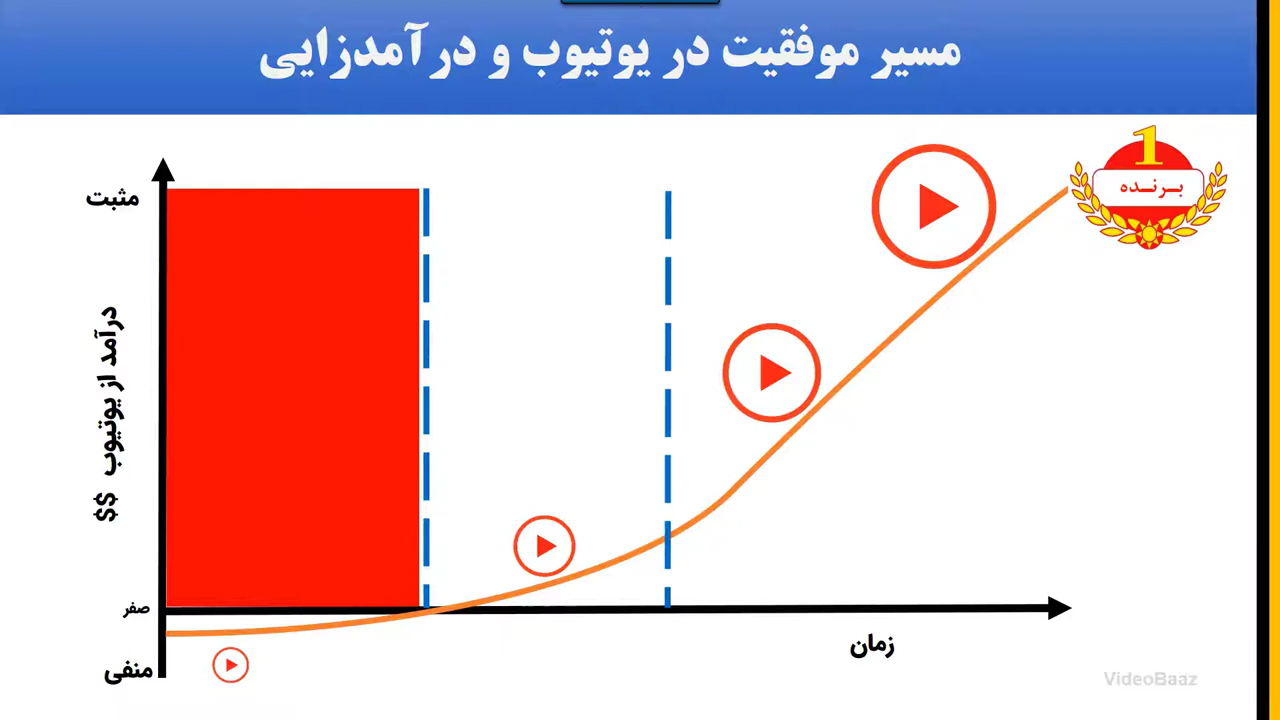 مسیر موفقیت در یوتیوب و درآمدزایی
1
برنده
مثبت
درآمد از یوتیوب $$
صفر
منفی
زمان
VideoBaaz